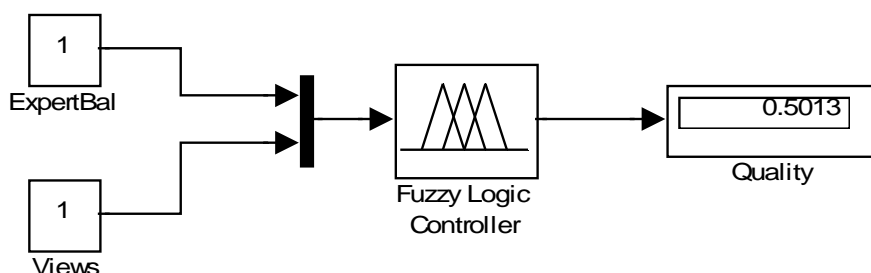 1
ExpertBal
1
Views
Fuzzy Logic
Controller
0.5013
Quality